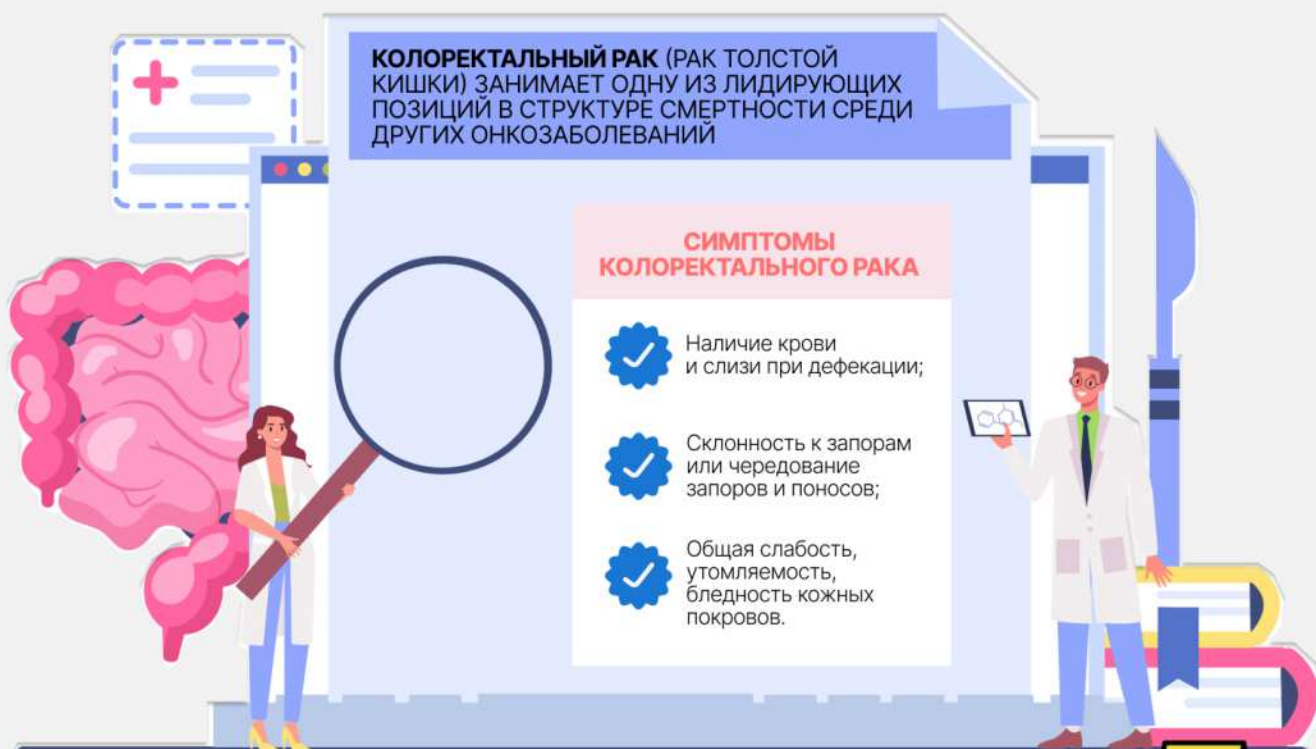 КОЛОРЕКТАЛЬНЫЙ РАК (РАК ТОЛСТОЙ
КИШКИ) ЗАНИМАЕТ ОДНУ ИЗ ЛИДИРУЮЩИХ
ПОЗИЦИЙ В СТРУКТУРЕ СМЕРТНОСТИ СРЕДИ
ДРУГИХ ОНКОЗАБОЛЕВАНИЙ
СИМПТОМЫ
КОЛОРЕКТАЛЬНОГО РАКА
Наличие крови
и слизи при дефекации;
Склонность к запорам
или чередование
запоров и поносов;
Общая слабость,
утомляемость,
бледность кожных
покровов.